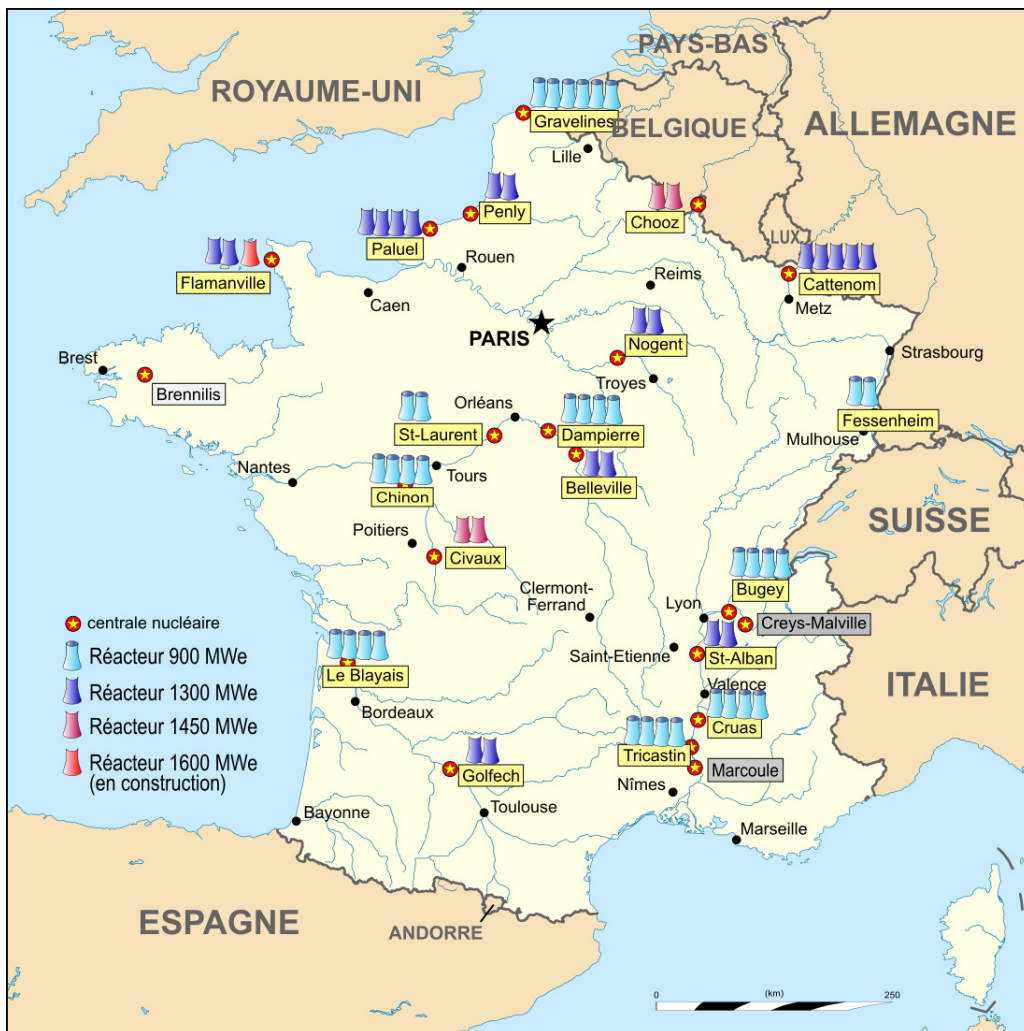 PAYS-BAS
ROYAUME-UNI
ALLEMAGNE
Gravelines
BELGIQUE
Lille
Penly
Chooz
Paluel
LUX.
Rouen
Flamanville
Reims
Cattenom
Caen
Metz
PARIS
Nogent
Strasbourg
Brest
Troyes
Brennilis
Orléans
Fessenheim
St-Laurent
Dampierre
Mulhouse
Nantes
Tours
Belleville
Chinon
SUISSE
Poitiers
Civaux
Bugey
Clermont-
Ferrand
Lyon
centrale nucléaire
Creys-Malville
Réacteur 900 MWe
Saint-Etienne
St-Alban
Le Blayais
Valence
ITALIE
Réacteur 1300 MWe
Bordeaux
Réacteur 1450 MWe
Cruas
Tricastin
Réacteur 1600 MWe
(en construction)
Golfech
Marcoule
Nîmes
Bayonne
Toulouse
Marseille
ESPAGNE
ANDORRE
0 (km) 250